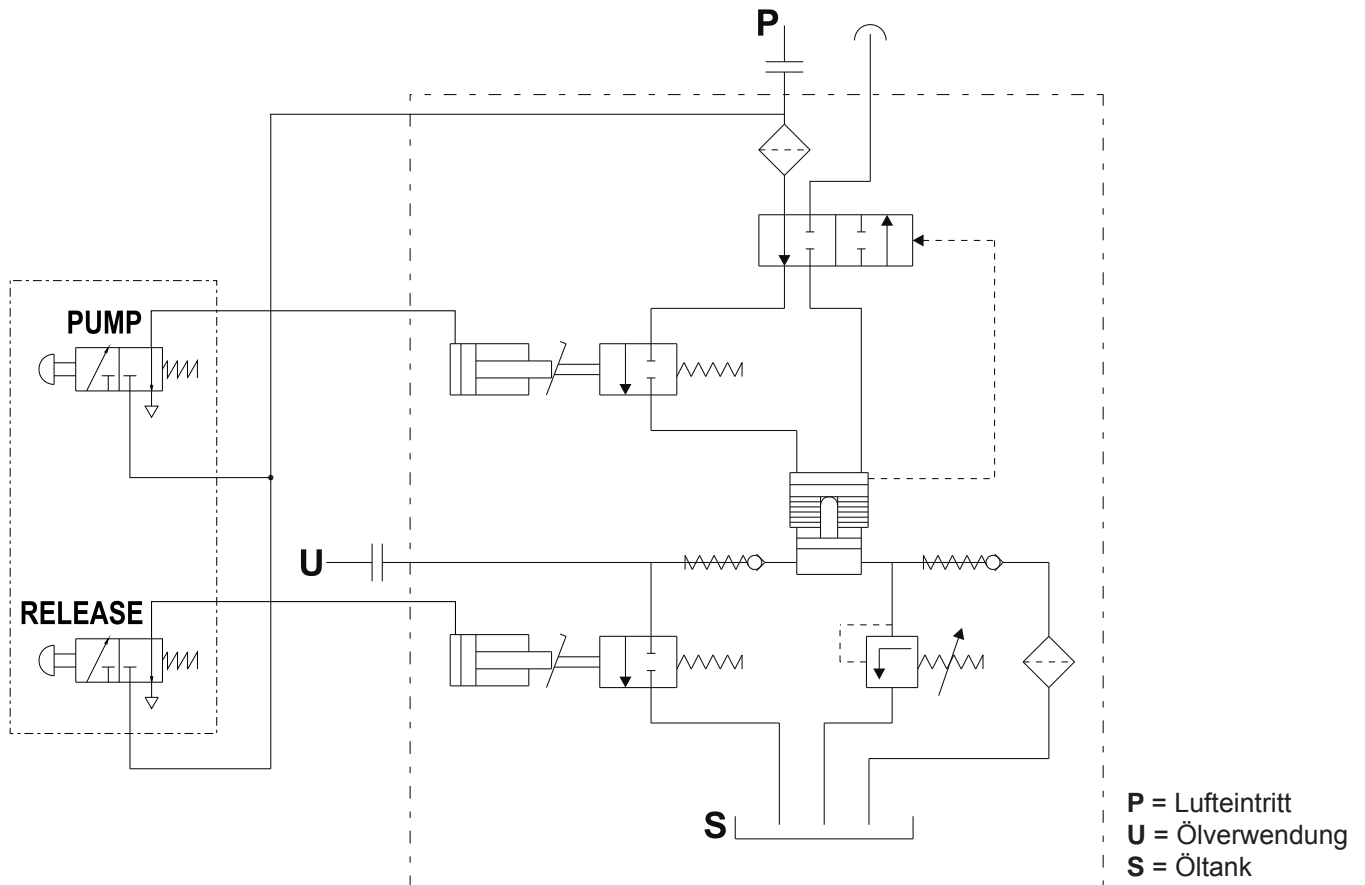 P
PUMP
U
RELEASE
S
P = Lufteintritt
U = Ölverwendung
S = Öltank